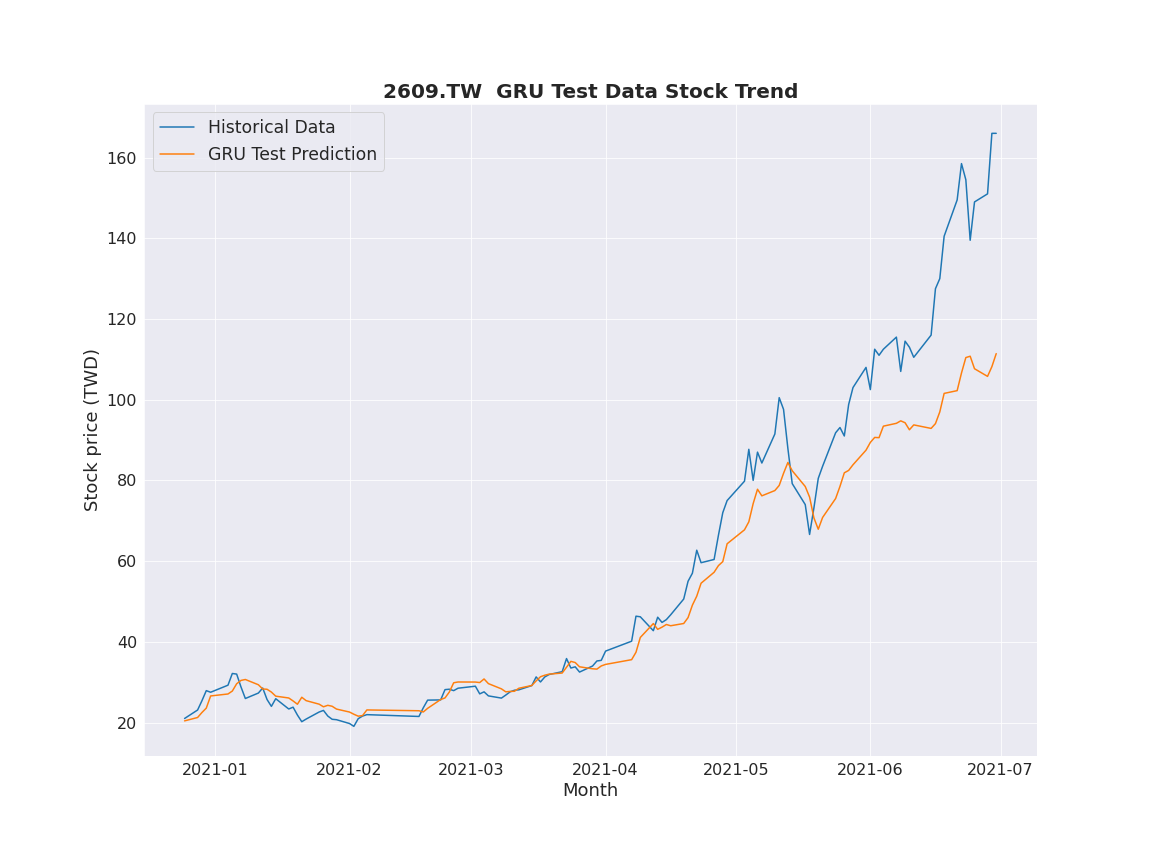 2609.TW  GRU Test Data Stock Trend
Historical Data
GRU Test Prediction
Stock price (TWD)
160
140
120
100
80
60
40
20
2021-01 2021-02 2021-03 2021-04 2021-05 2021-06 2021-07
Month